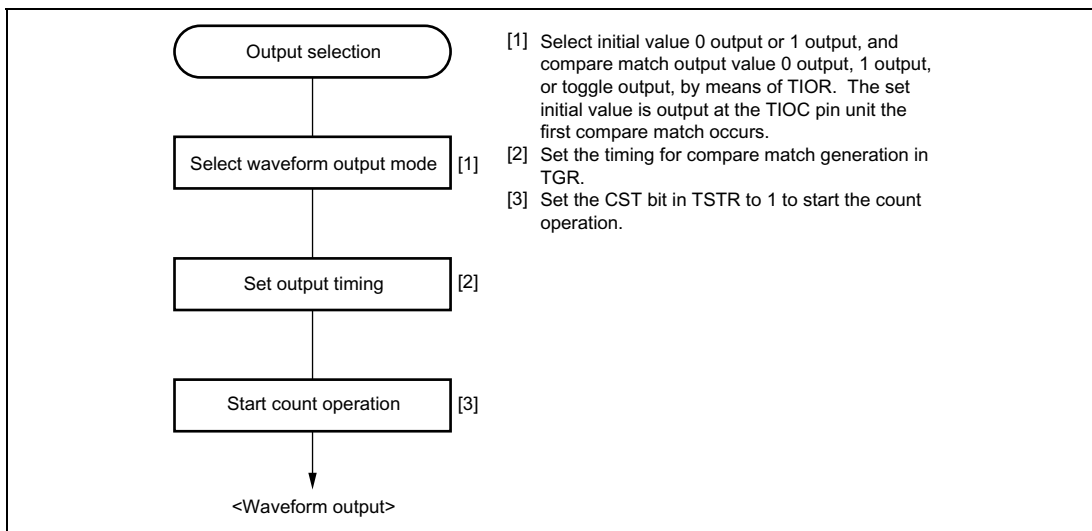 Output selection
Select waveform output mode [1]
Set output timing [2]
Start count operation [3]
<Waveform output>
[1] Select initial value 0 output or 1 output, and
compare match output value 0 output, 1 output,
or toggle output, by means of TIOR. The set
initial value is output at the TIOC pin unit the
first compare match occurs.
[2] Set the timing for compare match generation in
TGR.
[3] Set the CST bit in TSTR to 1 to start the count
operation.